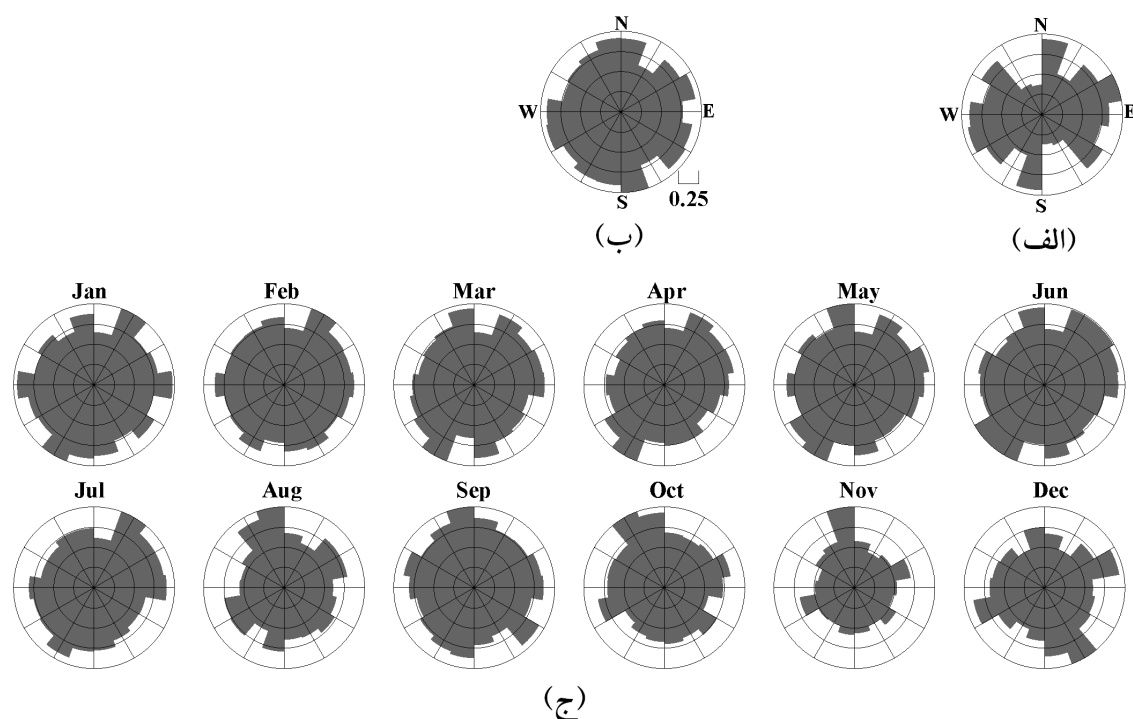 N
W
E
S
0.25
(ب)
N
W
E
S
(الف)
Jan Feb Mar Apr May Jun
Jul Aug Sep Oct Nov Dec
(ج)